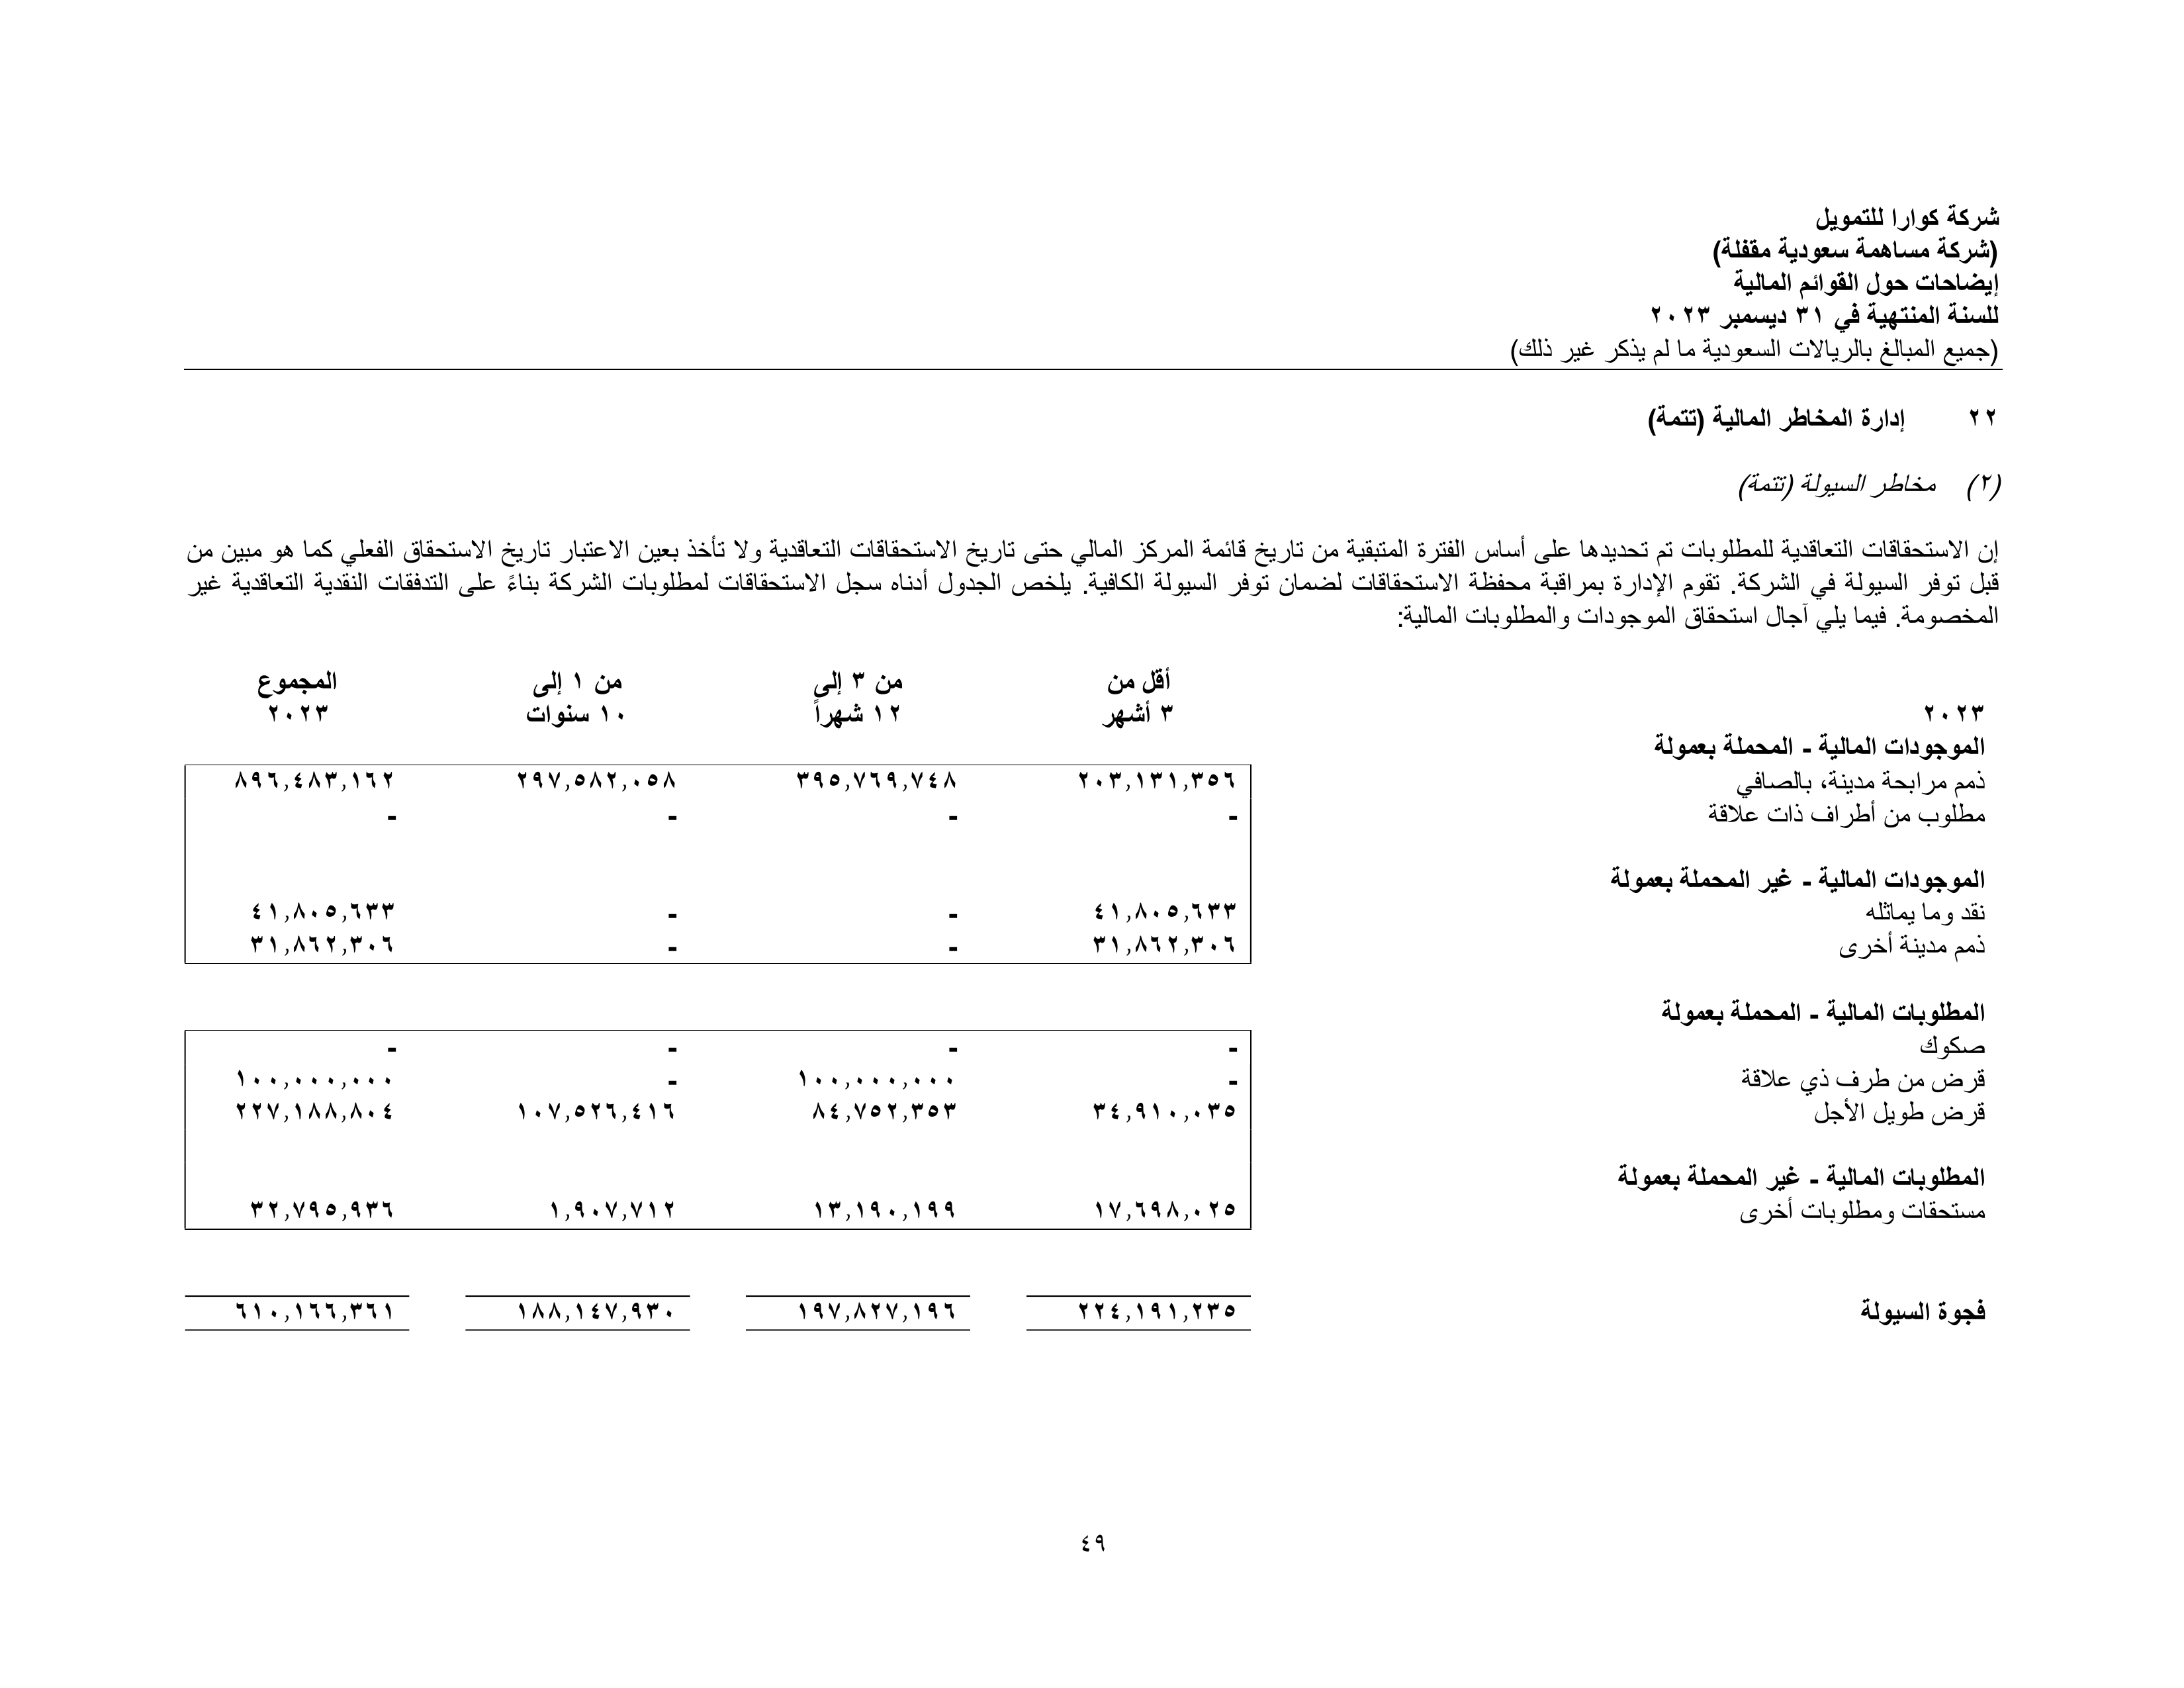 شركة كوارا للتمويل
(شركة مساهمة سعودية مقفلة)
إيضاحات حول القوائم المالية
للسنة المنتهية في ٣١ ديسمبر ٢٠٢٣
(جميع المبالغ بالريالات السعودية ما لم يذكر غير ذلك)
٢٢ إدارة المخاطر المالية (تتمة)
(٢) مخاطر السيولة (تتمة)
إن الاستحقاقات التعاقدية للمطلوبات تم تحديدها على أساس الفترة المتبقية من تاريخ قائمة المركز المالي حتى تاريخ الاستحقاقات التعاقدية ولا تأخذ بعين الاعتبار تاريخ الاستحقاق الفعلي كما هو مبين من
قبل توفر السيولة في الشركة. تقوم الإدارة بمراقبة محفظة الاستحقاقات لضمان توفر السيولة الكافية. يلخص الجدول أدناه سجل الاستحقاقات لمطلوبات الشركة بناءً على التدفقات النقدية التعاقدية غير
المخصومة. فيما يلي آجال استحقاق الموجودات والمطلوبات المالية:
أقل من من ٣ إلى من ١ إلى المجموع
٢٠٢٣ ٣ أشهر ١٢ شهراً ١٠ سنوات ٢٠٢٣
الموجودات المالية - المحملة بعمولة
ذمم مرابحة مدينة، بالصافي ٢٠٣,١٣١,٣٥٦ ٣٩٥,٧٦٩,٧٤٨ ٢٩٧,٥٨٢,٠٥٨ ٨٩٦,٤٨٣,١٦٢
مطلوب من أطراف ذات علاقة - - - -
الموجودات المالية - غير المحملة بعمولة
نقد وما يماثله ٤١,٨٠٥,٦٣٣ - - ٤١,٨٠٥,٦٣٣
ذمم مدينة أخرى ٣١,٨٦٢,٣٠٦ - - ٣١,٨٦٢,٣٠٦
المطلوبات المالية - المحملة بعمولة
صكوك - - - -
قرض من طرف ذي علاقة - ١٠٠,٠٠٠,٠٠٠ - ١٠٠,٠٠٠,٠٠٠
قرض طويل الأجل ٣٤,٩١٠,٠٣٥ ٨٤,٧٥٢,٣٥٣ ١٠٧,٥٢٦,٤١٦ ٢٢٧,١٨٨,٨٠٤
المطلوبات المالية - غير المحملة بعمولة
مستحقات ومطلوبات أخرى ١٧,٦٩٨,٠٢٥ ١٣,١٩٠,١٩٩ ١,٩٠٧,٧١٢ ٣٢,٧٩٥,٩٣٦
فجوة السيولة ٢٢٤,١٩١,٢٣٥ ١٩٧,٨٢٧,١٩٦ ١٨٨,١٤٧,٩٣٠ ٦١٠,١٦٦,٣٦١
٤٩